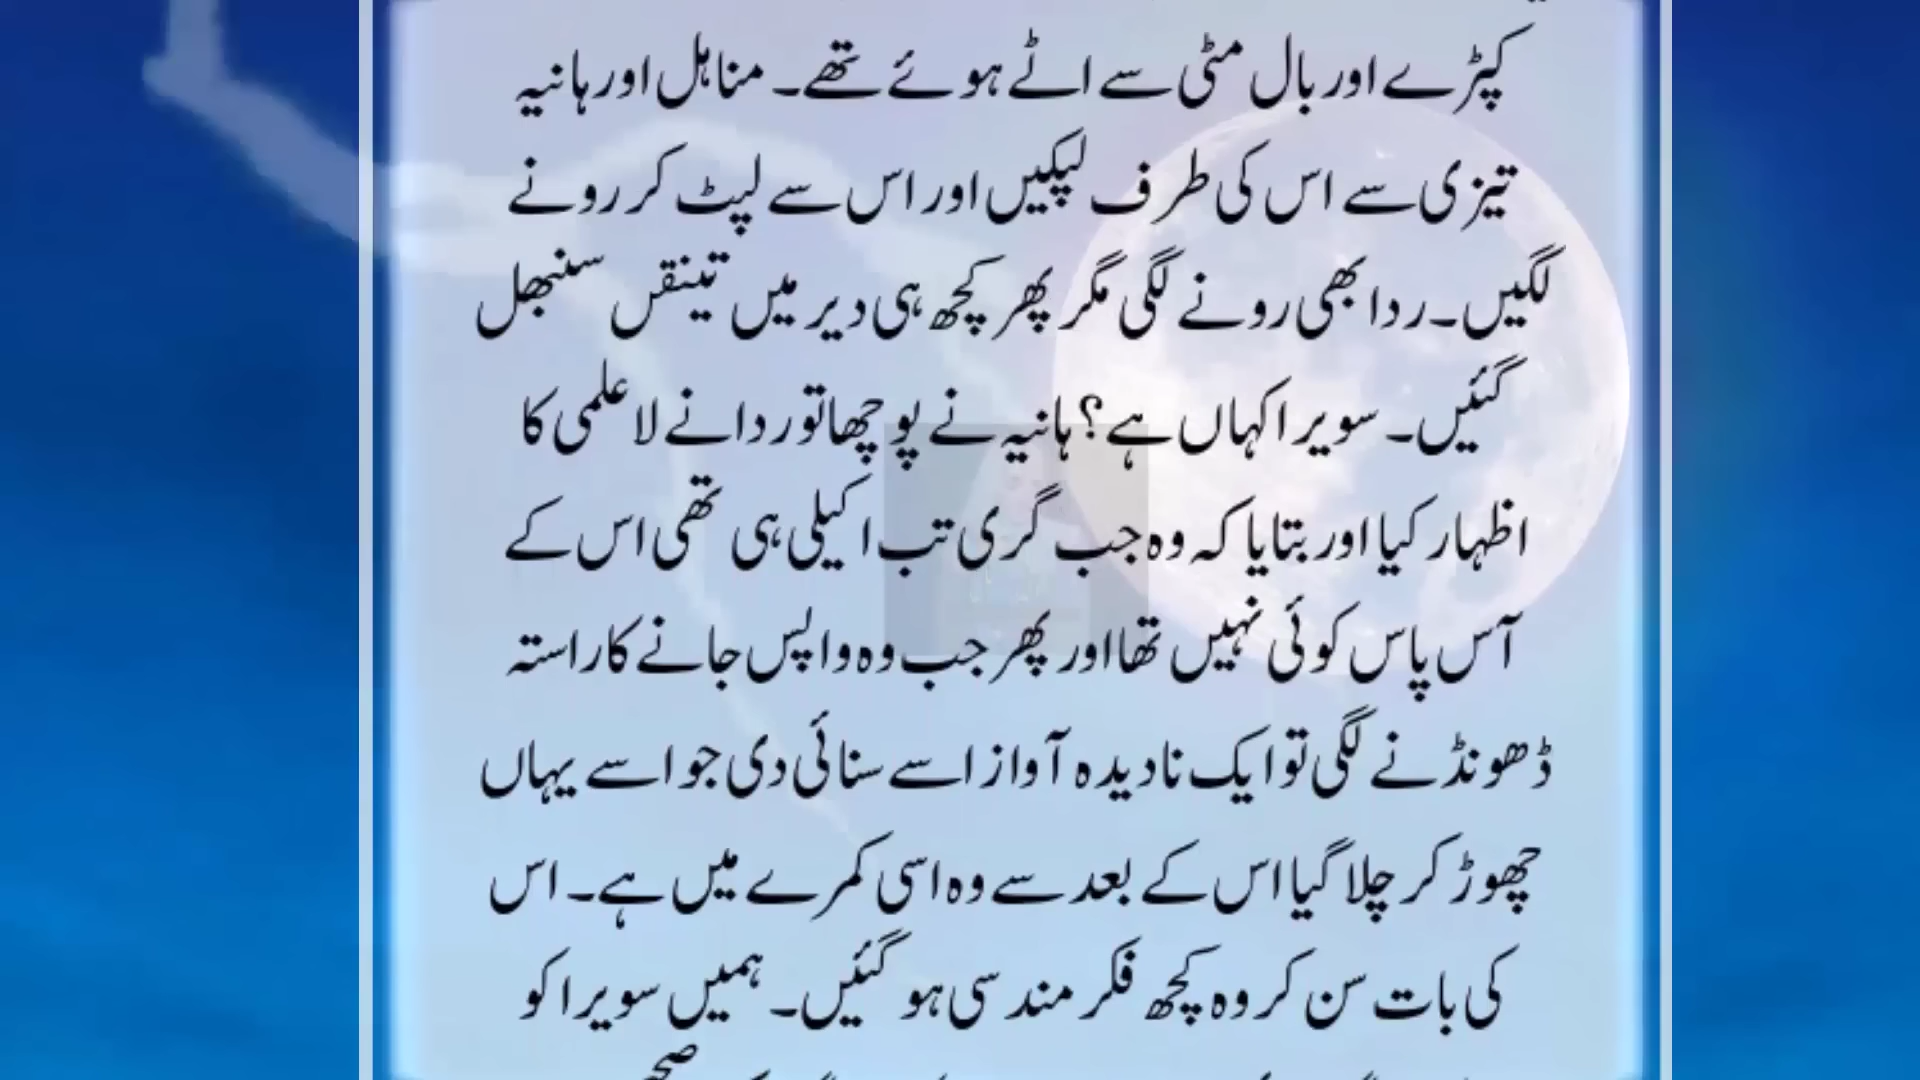 کپڑے اور بال مٹی سے اٹے ہوئے تھے۔ مناہل اور ہانیہ
تیزی سے اس کی طرف لپکیں اور اس سے لپٹ کر رونے
لگیں۔ ردا بھی رونے لگی مگر پھر کچھ ہی دیر میں تینقس سنبھل
گئیں۔ سویرا کہاں ہے؟ ہانیہ نے پوچھا تو ردا نے لاعلمی کا
اظہار کیا اور بتایا کہ وہ جب گری تب اکیلی ہی تھی اس کے
آس پاس کوئی نہیں تھا اور پھر جب وہ واپس جانے کا راستہ
ڈھونڈنے لگی تو ایک نادیدہ آواز اسے سنائی دی جو اسے یہاں
چھوڑ کر چلا گیا اس کے بعد سے وہ اسی کمرے میں ہے۔ اس
کی بات سن کر وہ کچھ فکر مند سی ہو گئیں۔ ہمیں سویرا کو